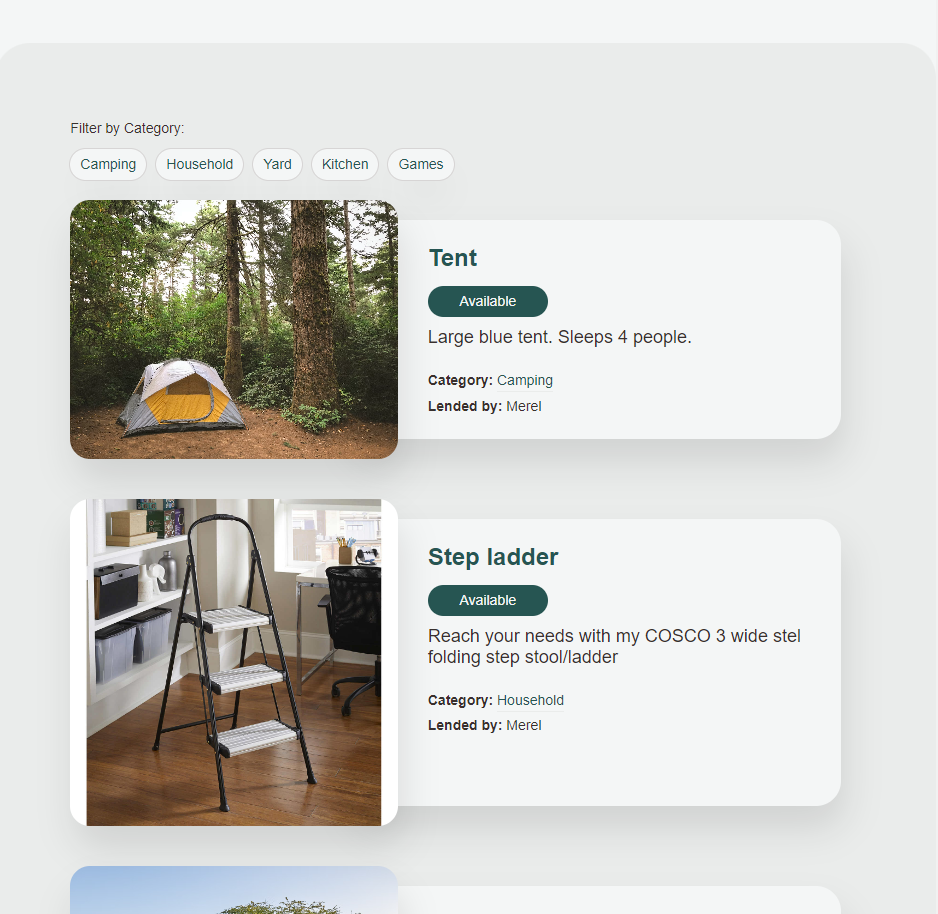 Filter by Category:
Camping Household Yard Kitchen Games
Tent
Available
Large blue tent. Sleeps 4 people.
Category: Camping
Lended by: Merel
Step ladder
Available
Reach your needs with my COSCO 3 wide stel
folding step stool/ladder
Category: Household
Lended by: Merel